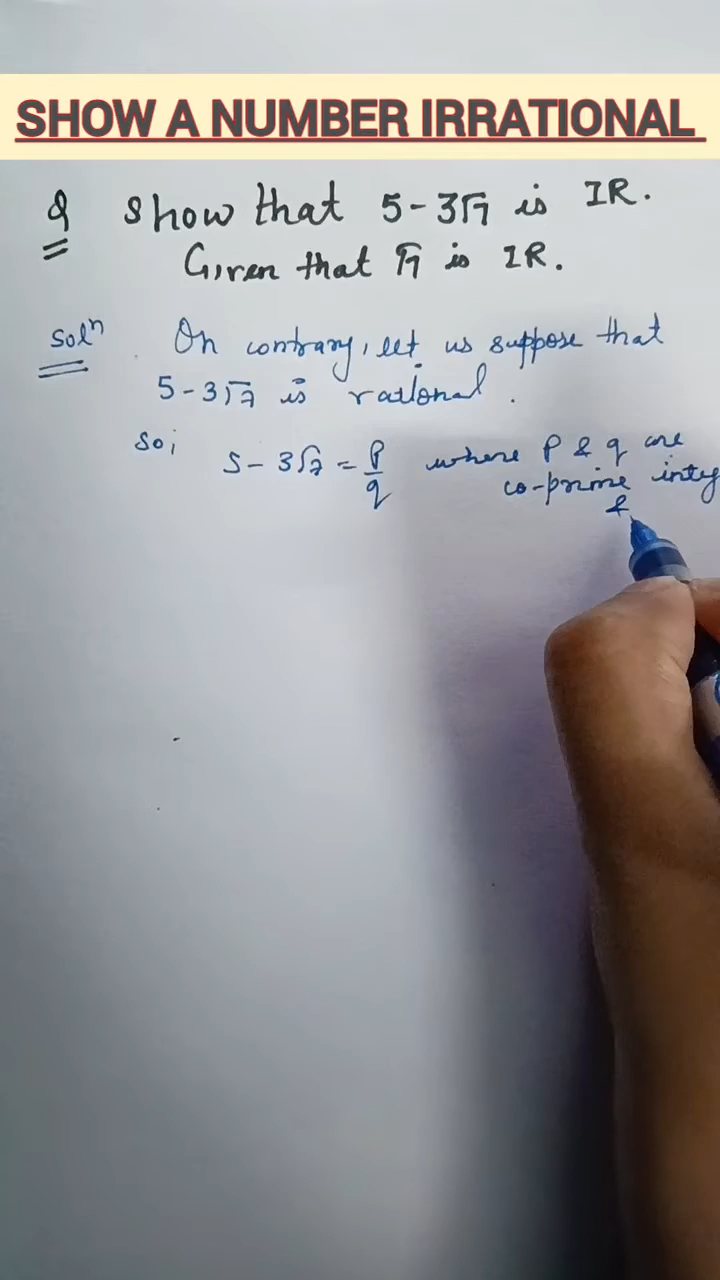 SHOW A NUMBER IRRATIONAL
Q Show that 5-3√7 is IR.
Given that √7 is IR.
Solⁿ On contrary, let us suppose that
5-3√7 is rational.
So; 5-3√7 = p/q where p & q are
co-prime integ
&